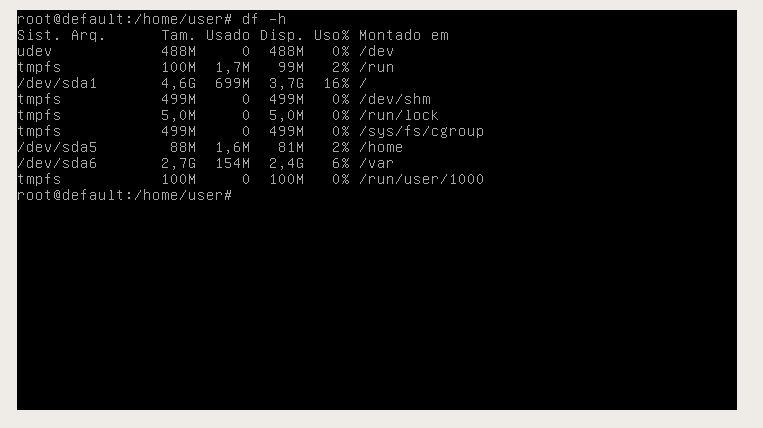 root@default:/home/user# df -h
Sist. Arq.      Tam. Usado Disp. Uso% Montado em
udev            488M     0  488M   0% /dev
tmpfs           100M  1,7M   99M   2% /run
/dev/sda1       4,6G  699M  3,7G  16% /
tmpfs           499M     0  499M   0% /dev/shm
tmpfs           5,0M     0  5,0M   0% /run/lock
tmpfs           499M     0  499M   0% /sys/fs/cgroup
/dev/sda5        88M  1,6M   81M   2% /home
/dev/sda6       2,7G  154M  2,4G   6% /var
tmpfs           100M     0  100M   0% /run/user/1000
root@default:/home/user#